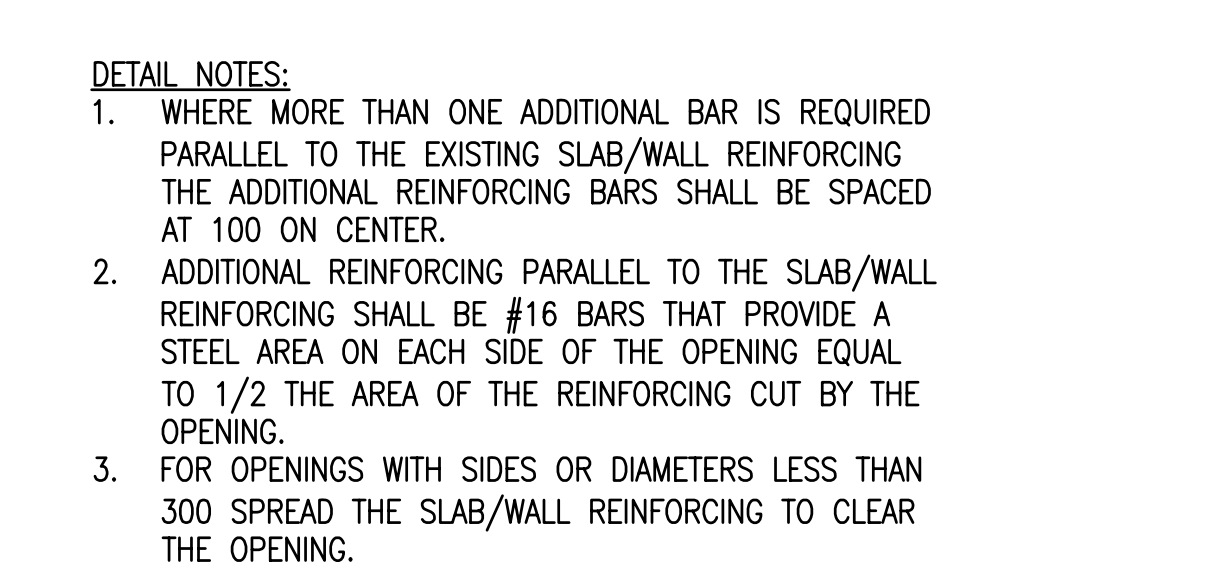 DETAIL NOTES:
1. WHERE MORE THAN ONE ADDITIONAL BAR IS REQUIRED
PARALLEL TO THE EXISTING SLAB/WALL REINFORCING
THE ADDITIONAL REINFORCING BARS SHALL BE SPACED
AT 100 ON CENTER.
2. ADDITIONAL REINFORCING PARALLEL TO THE SLAB/WALL
REINFORCING SHALL BE #16 BARS THAT PROVIDE A
STEEL AREA ON EACH SIDE OF THE OPENING EQUAL
TO 1/2 THE AREA OF THE REINFORCING CUT BY THE
OPENING.
3. FOR OPENINGS WITH SIDES OR DIAMETERS LESS THAN
300 SPREAD THE SLAB/WALL REINFORCING TO CLEAR
THE OPENING.